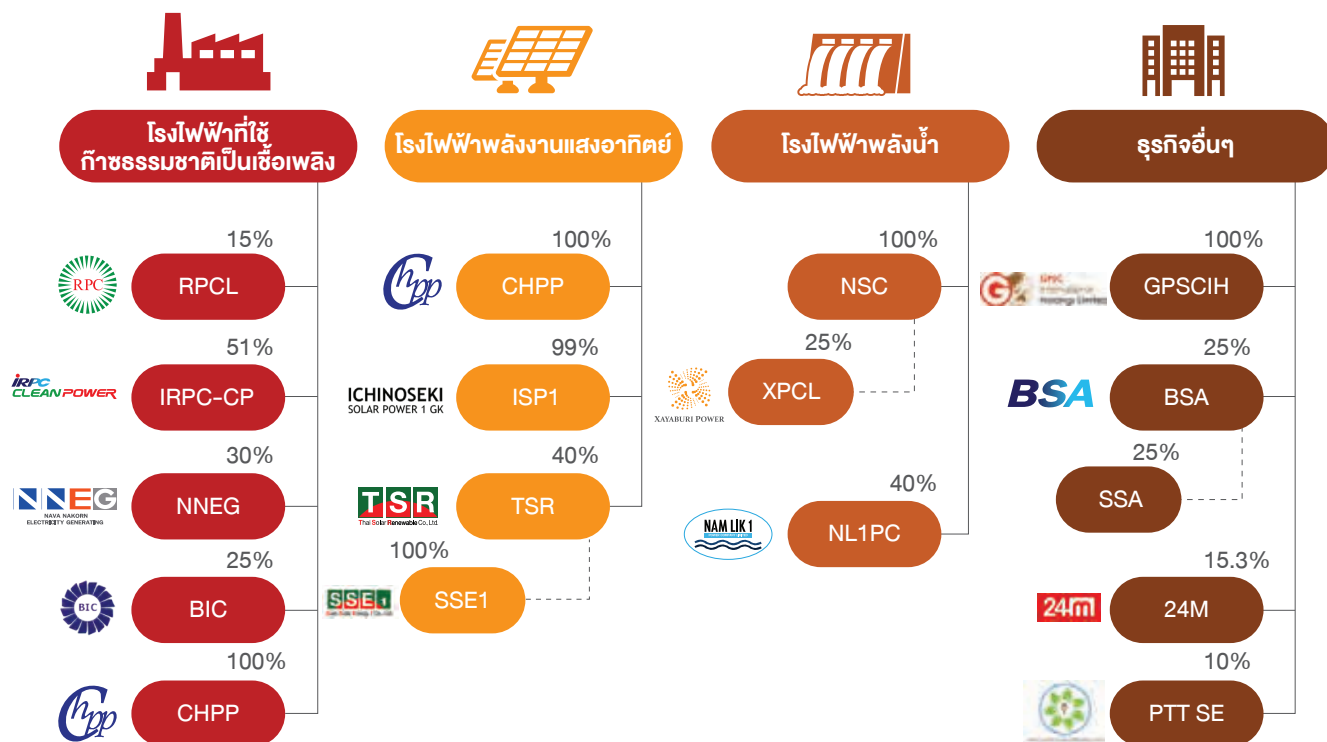 โรงไฟฟ้าที่ใช้
ก๊าซธรรมชาติเป็นเชื้อเพลิง
15%
RPC
RPCL
51%
IRPC
CLEAN POWER
IRPC-CP
30%
NNEG
NAVA NAKORN
ELECTRICITY GENERATING
NNEG
25%
BIC
BIC
100%
Chpp
CHPP
โรงไฟฟ้าพลังงานแสงอาทิตย์
100%
Chpp
CHPP
99%
ICHINOSEKI
SOLAR POWER 1 GK
ISP1
40%
TSR
Thai Solar Renewable Co.,Ltd.
TSR
100%
SSE1
SSE1
โรงไฟฟ้าพลังน้ำ
100%
NSC
25%
XAYABURI POWER
XPCL
40%
NAM LIK 1
NL1PC
ธุรกิจอื่นๆ
100%
GPSC
International
Holdings Limited
GPSCIH
25%
BSA
BSA
25%
SSA
15.3%
24m
24M
10%
PTT SE